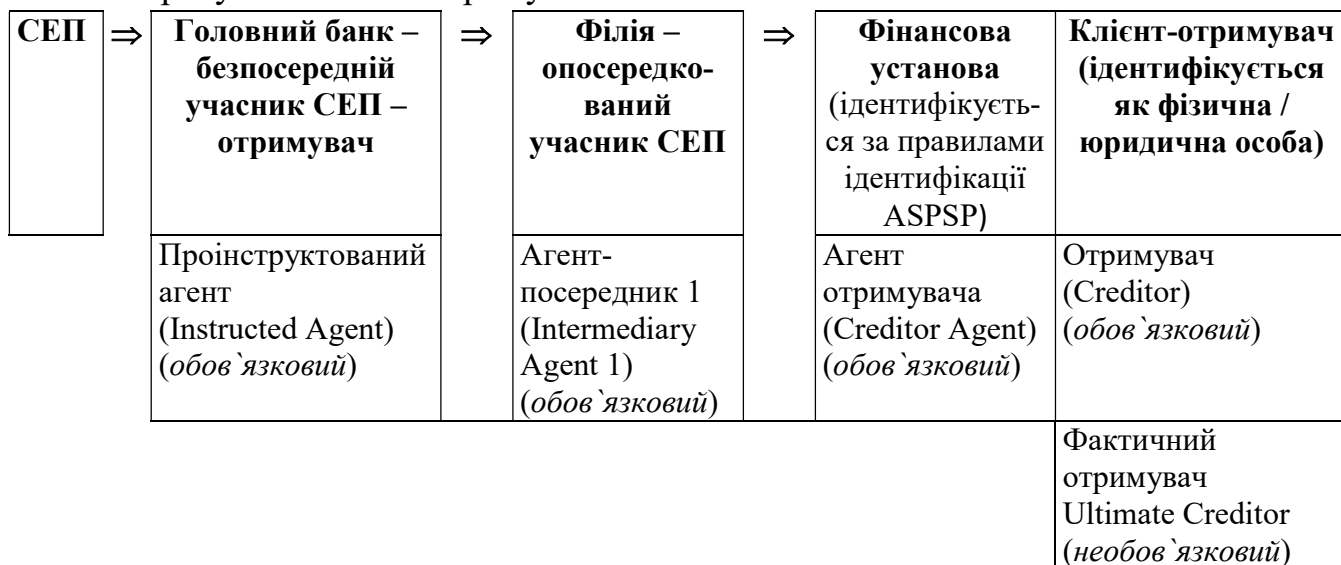 СЕП ⇒ Головний банк – ⇒ Філія – ⇒ Фінансова Клієнт-отримувач
безпосередній опосередко- установа (ідентифікується
учасник СЕП – ваний (ідентифікуєть- як фізична /
отримувач учасник СЕП ся за правилами юридична особа)
ідентифікації
ASPSP)
Проінструктований Агент- Агент Отримувач
агент посередник 1 отримувача (Creditor)
(Instructed Agent) (Intermediary (Creditor Agent) (обов`язковий)
(обов`язковий) Agent 1) (обов`язковий)
(обов`язковий)
Фактичний
отримувач
Ultimate Creditor
(необов`язковий)